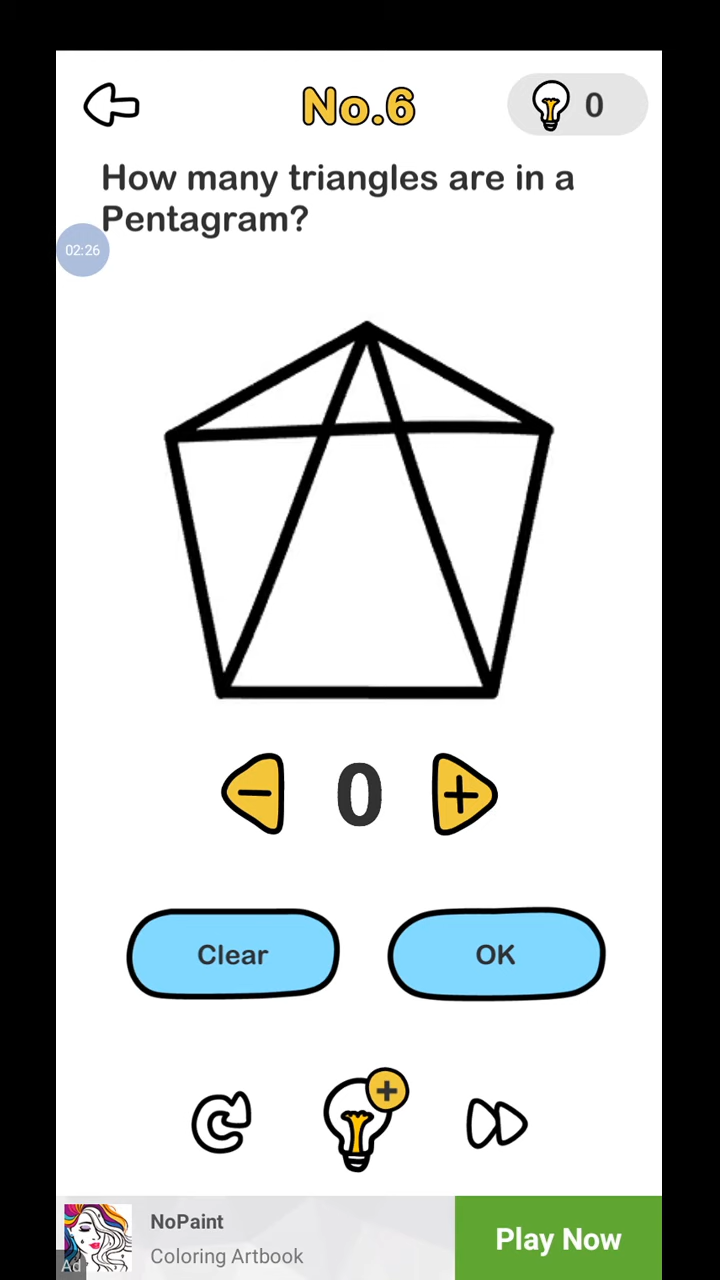 No.6
0
How many triangles are in a
Pentagram?
02:26
0
Clear
OK
NoPaint
Coloring Artbook
Ad
Play Now